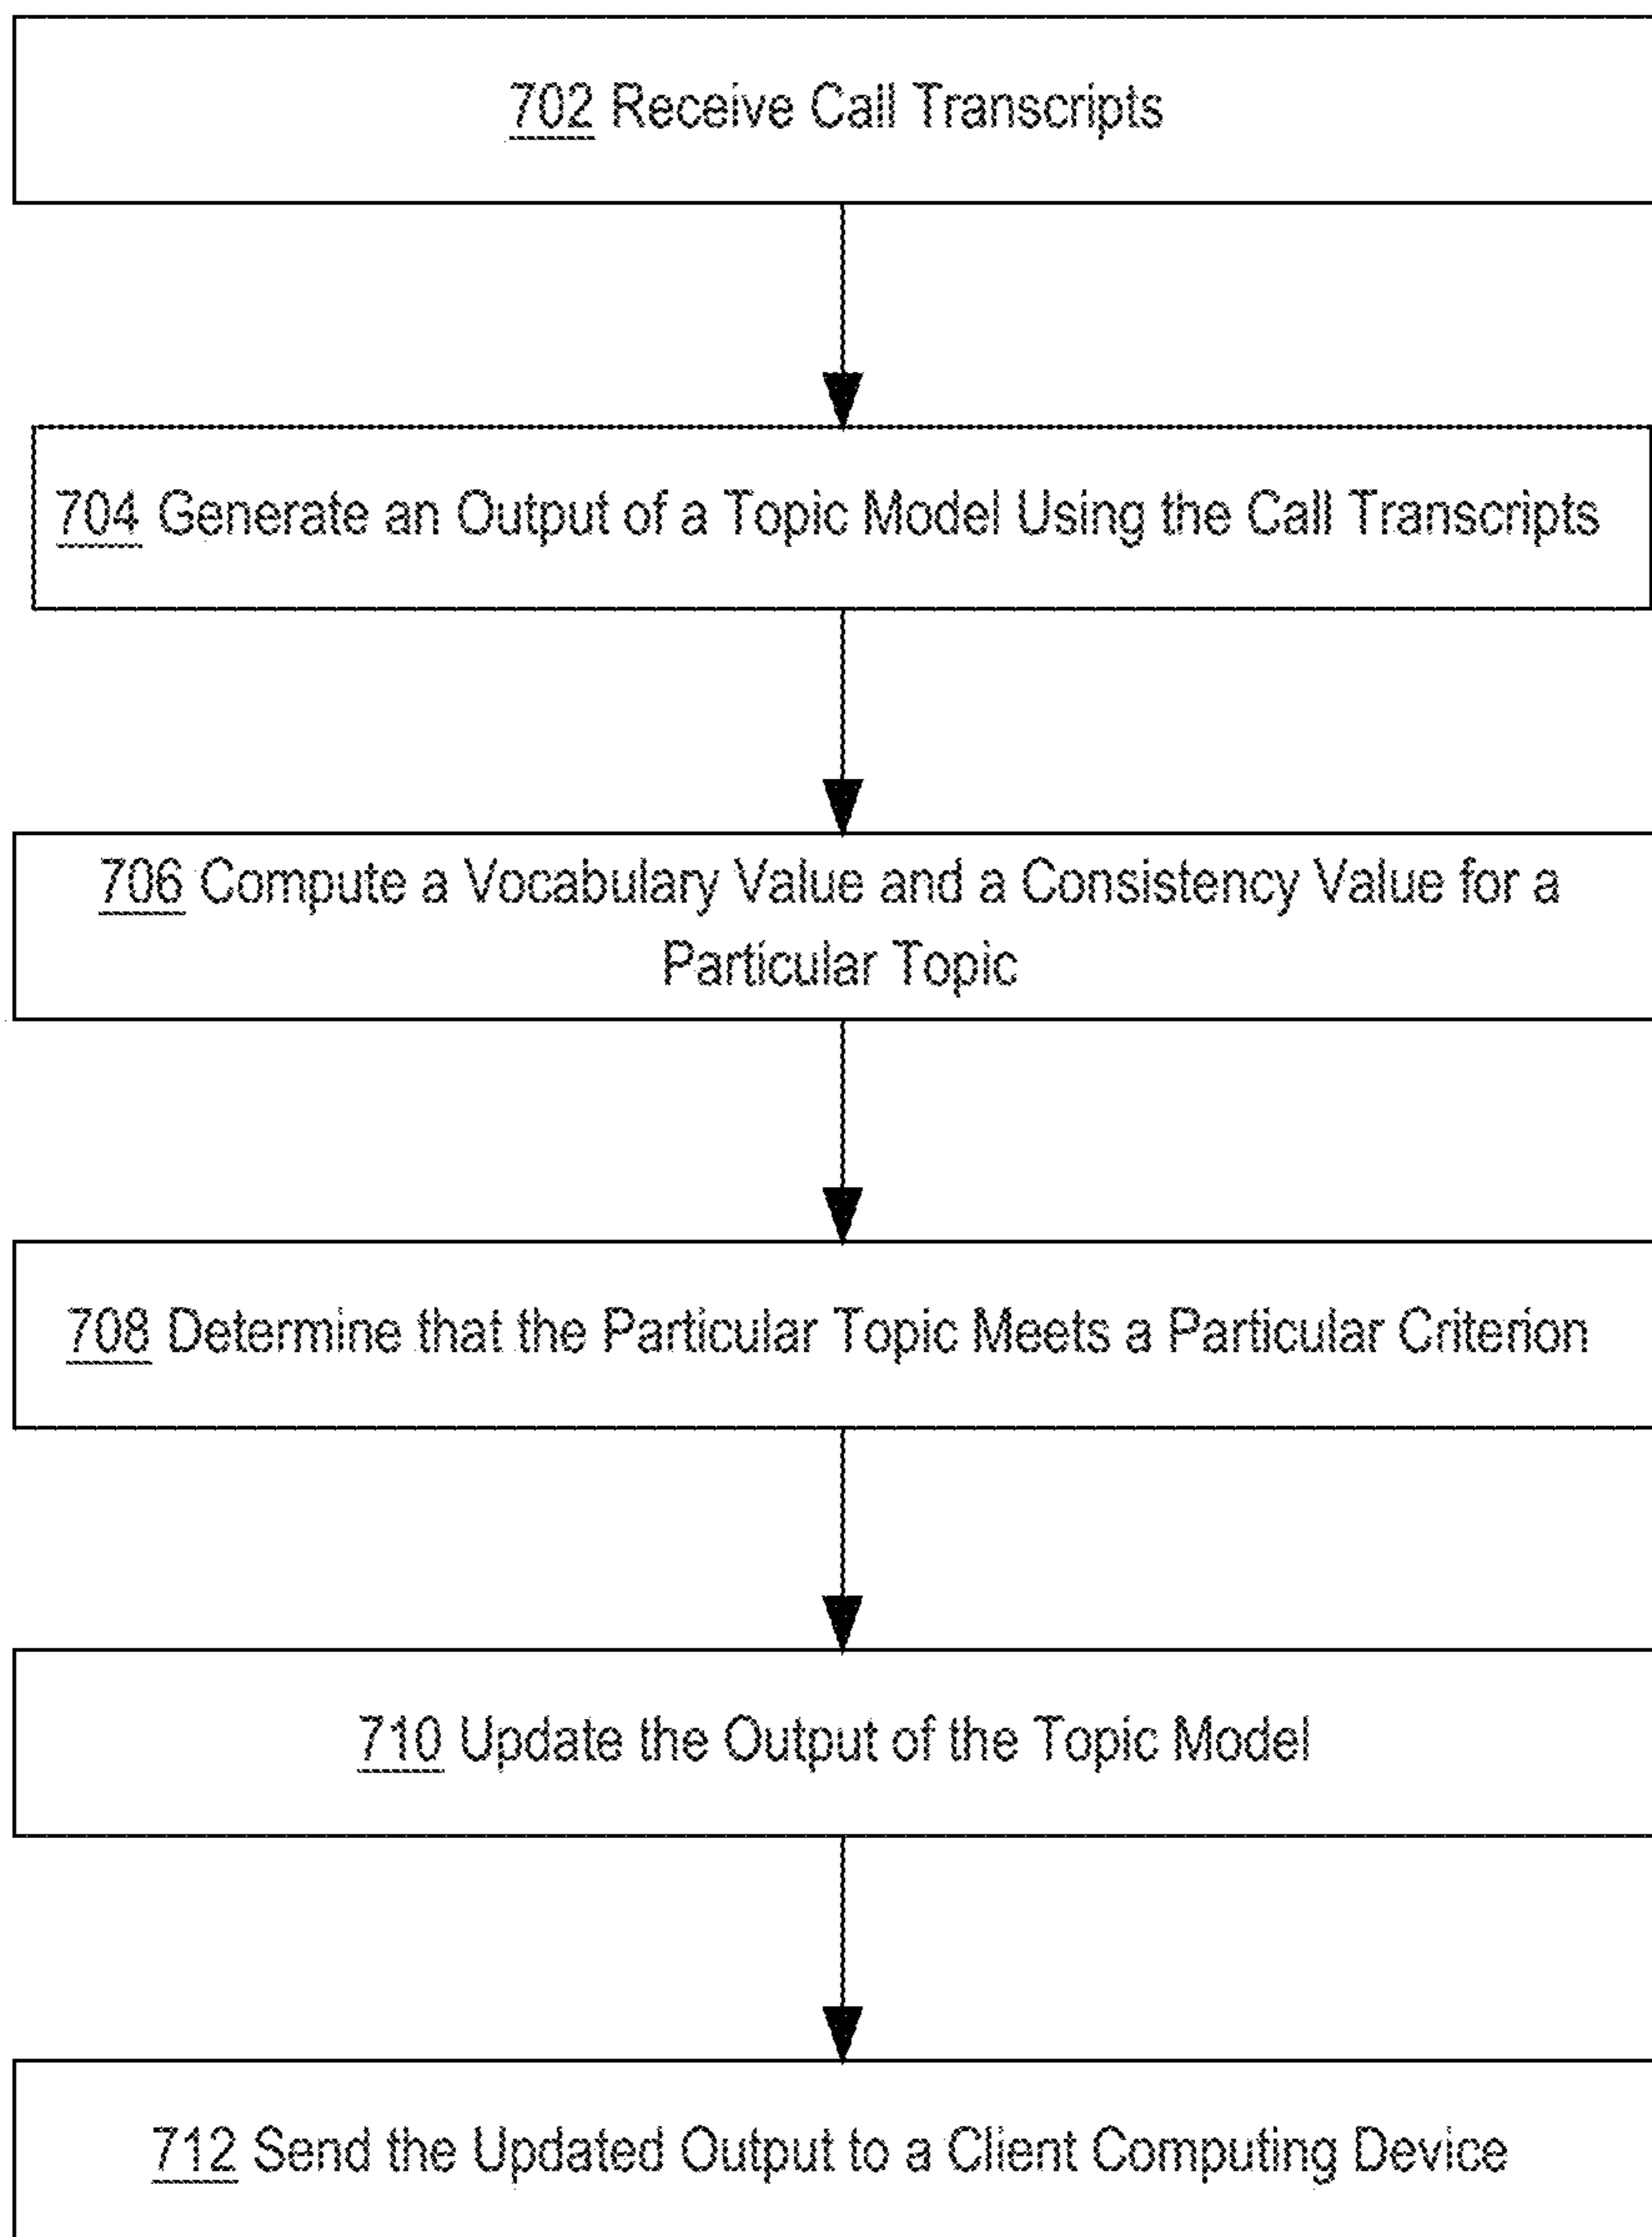 702 Receive Call Transcripts
704 Generate an Output of a Topic Model Using the Call Transcripts
706 Compute a Vocabulary Value and a Consistency Value for a
Particular Topic
708 Determine that the Particular Topic Meets a Particular Criterion
710 Update the Output of the Topic Model
712 Send the Updated Output to a Client Computing Device